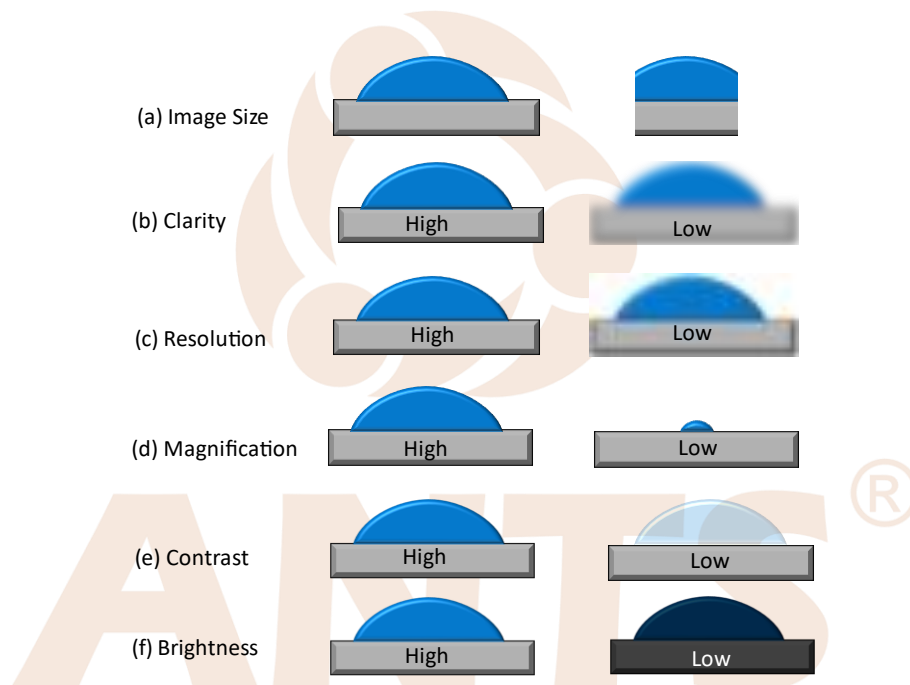 (a) Image Size
(b) Clarity High Low
(c) Resolution High Low
(d) Magnification High Low
(e) Contrast High Low
(f) Brightness High Low
ANTS®